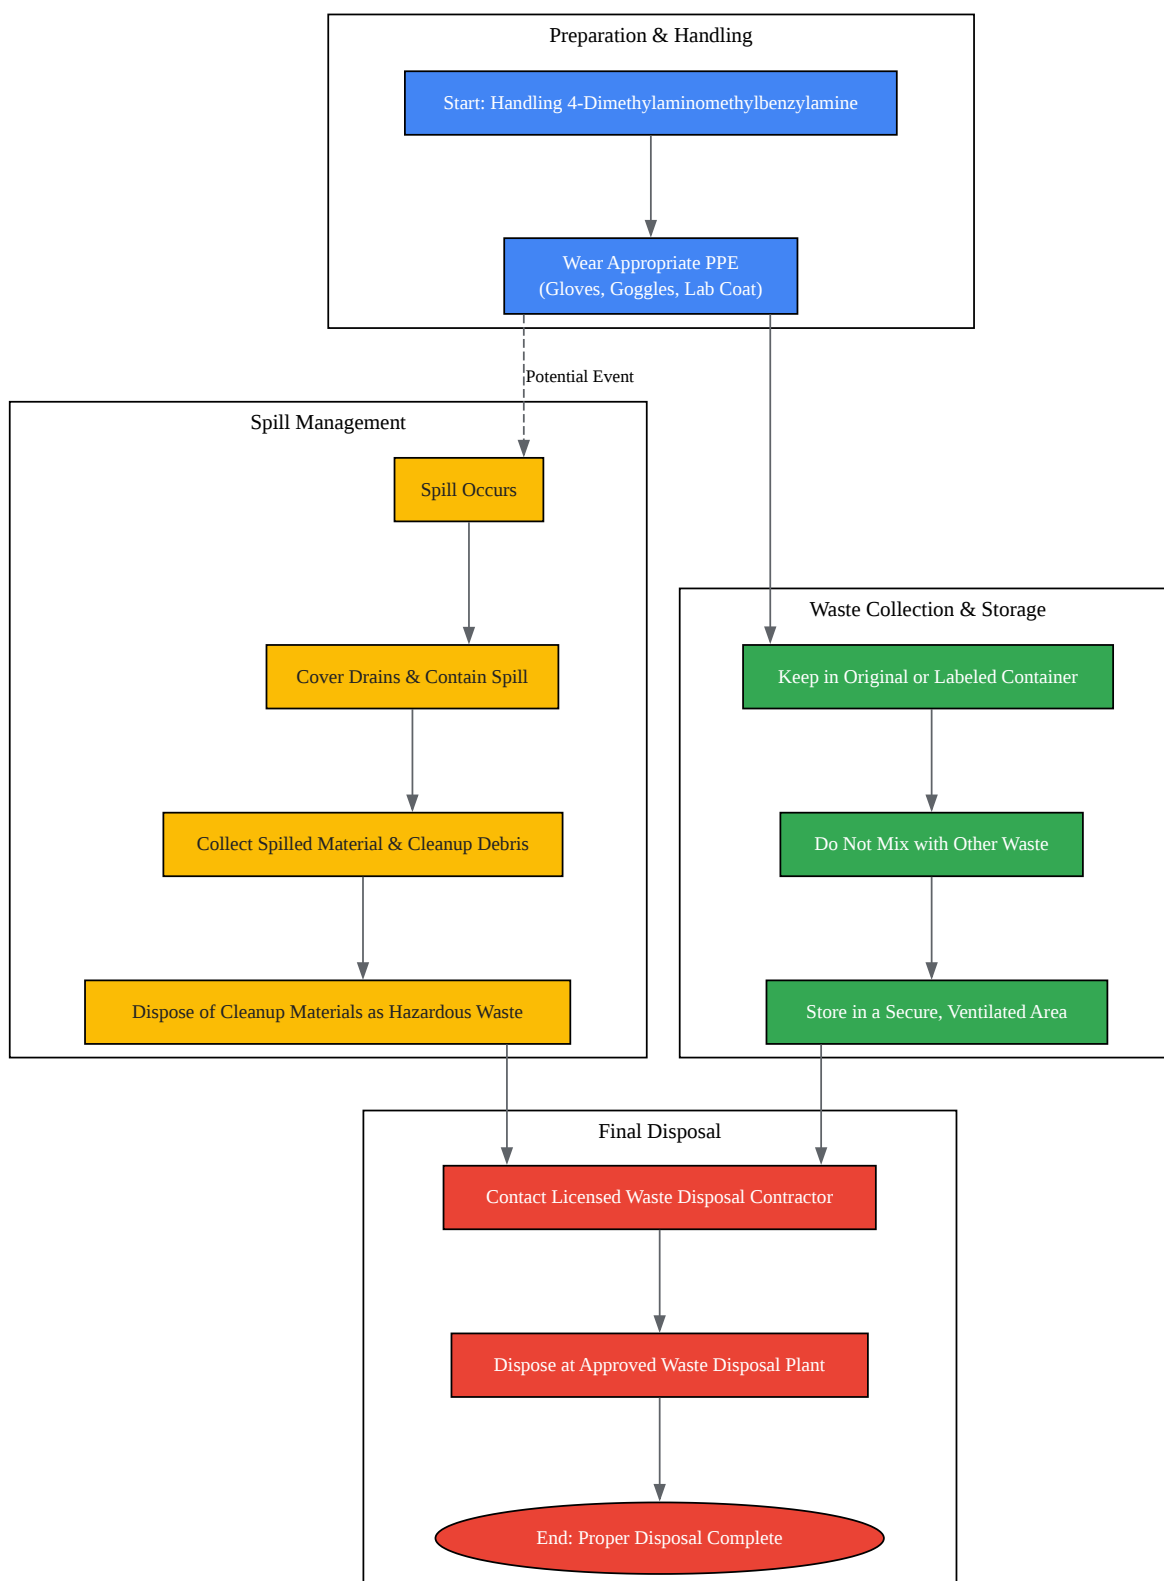 Preparation & Handling
Start: Handling 4-Dimethylaminomethylbenzylamine
Wear Appropriate PPE
(Gloves, Goggles, Lab Coat)
Potential Event
Spill Management
Spill Occurs
Cover Drains & Contain Spill
Collect Spilled Material & Cleanup Debris
Dispose of Cleanup Materials as Hazardous Waste
Waste Collection & Storage
Keep in Original or Labeled Container
Do Not Mix with Other Waste
Store in a Secure, Ventilated Area
Final Disposal
Contact Licensed Waste Disposal Contractor
Dispose at Approved Waste Disposal Plant
End: Proper Disposal Complete